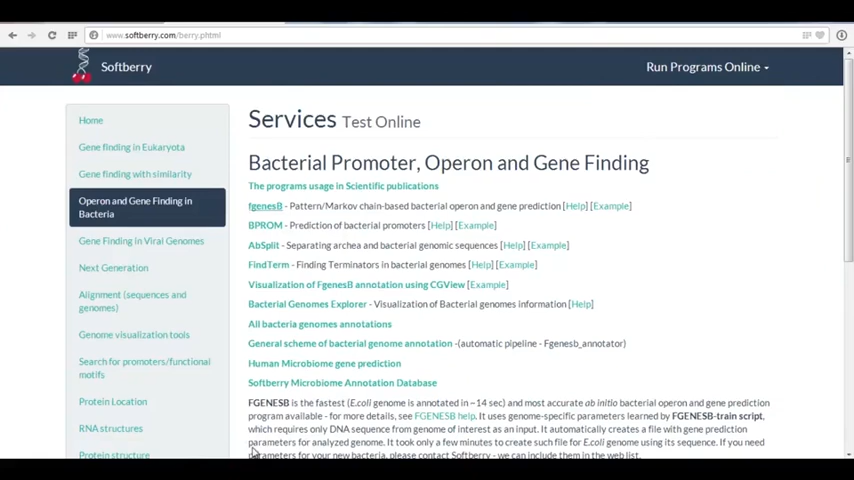 www.softberry.com/berry.phtml
Softberry
Run Programs Online
Home
Gene finding in Eukaryota
Gene finding with similarity
Operon and Gene Finding in
Bacteria
Gene Finding in Viral Genomes
Next Generation
Alignment (sequences and
genomes)
Genome visualization tools
Search for promoters/functional
motifs
Protein Location
RNA structures
Protein structure
Services Test Online
Bacterial Promoter, Operon and Gene Finding
The programs usage in Scientific publications
fgenesB - Pattern/Markov chain-based bacterial operon and gene prediction [Help] [Example]
BPROM - Prediction of bacterial promoters [Help] [Example]
AbSplit - Separating archea and bacterial genomic sequences [Help] [Example]
FindTerm - Finding Terminators in bacterial genomes [Help] [Example]
Visualization of FgenesB annotation using CGView [Example]
Bacterial Genomes Explorer - Visualization of Bacterial genomes information [Help]
All bacteria genomes annotations
General scheme of bacterial genome annotation -(automatic pipeline - Fgenesb_annotator)
Human Microbiome gene prediction
Softberry Microbiome Annotation Database
FGENESB is the fastest (E.coli genome is annotated in ~14 sec) and most accurate ab initio bacterial operon and gene prediction
program available - for more details, see FGENESB help. It uses genome-specific parameters learned by FGENESB-train script,
which requires only DNA sequence from genome of interest as an input. It automatically creates a file with gene prediction
parameters for analyzed genome. It took only a few minutes to create such file for E.coli genome using its sequence. If you need
parameters for your new bacteria, please contact Softberry - we can include them in the web list.